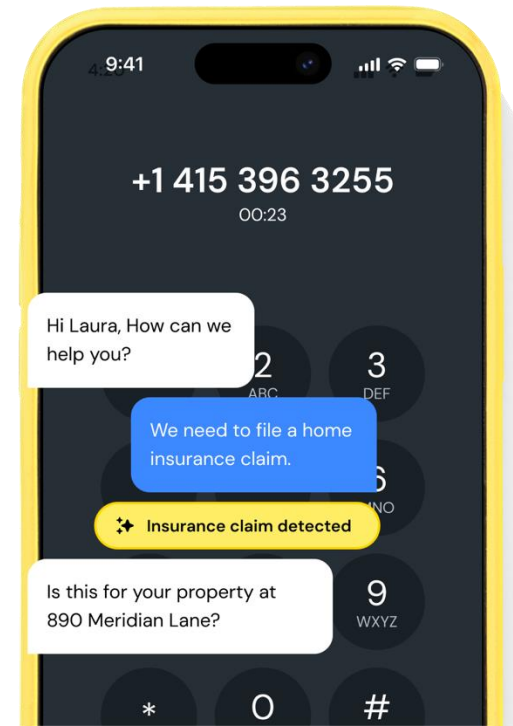 9:41
+1 415 396 3255
00:23
Hi Laura, How can we
help you?
2
ABC
3
DEF
We need to file a home
insurance claim.
Insurance claim detected
Is this for your property at
890 Meridian Lane?
9
WXYZ
*
0
#